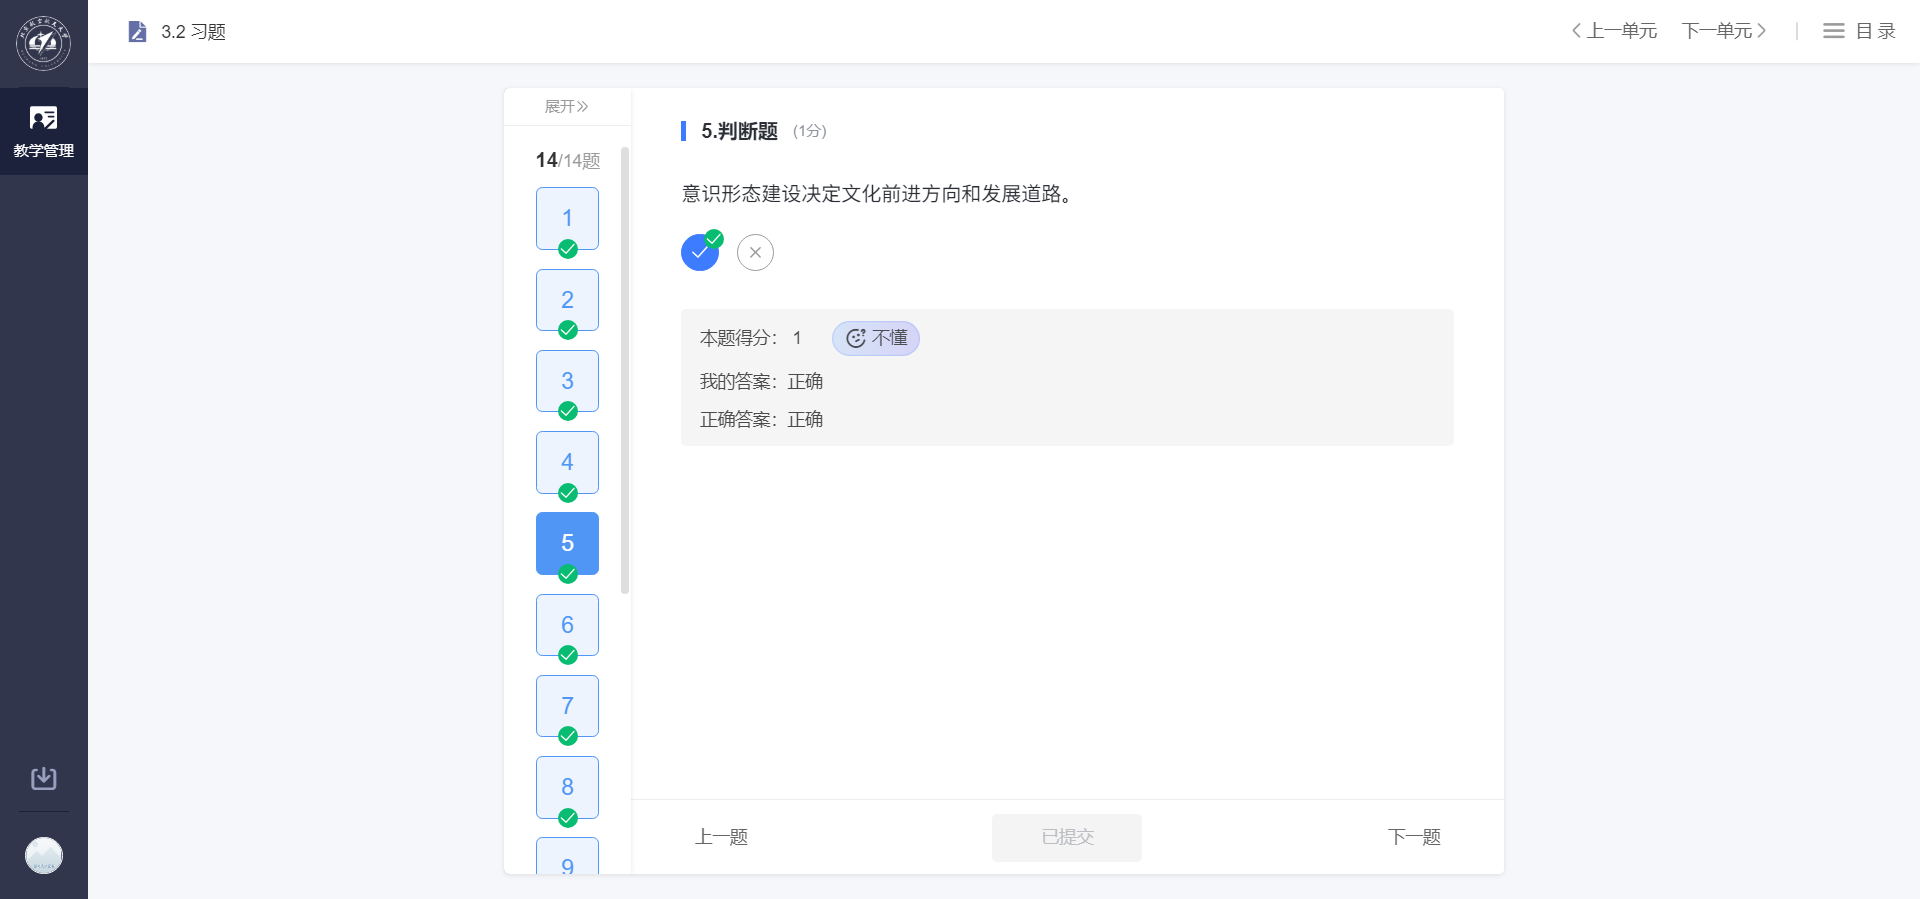 3.2 习题
上一单元 下一单元 目录
教学管理
展开
14/14题
1
2
3
4
5
6
7
8
9
5.判断题 (1分)
意识形态建设决定文化前进方向和发展道路。
本题得分： 1 不懂
我的答案：正确
正确答案：正确
上一题 已提交 下一题